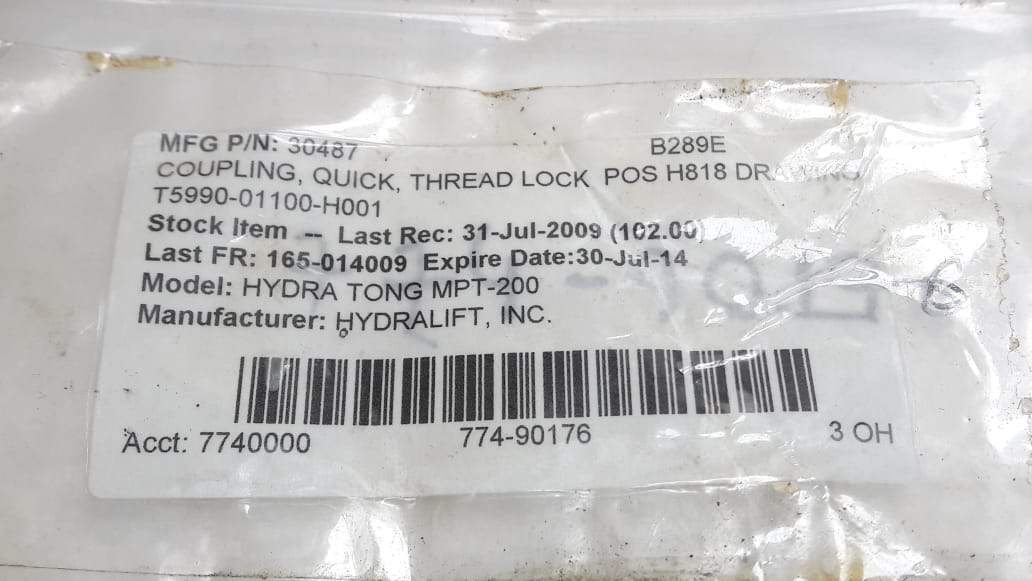 MFG P/N: 30487 B289E
COUPLING, QUICK, THREAD LOCK POS H818
T5990-01100-H001
Stock Item -- Last Rec: 31-Jul-2009 (102.00)
Last FR: 165-014009 Expire Date:30-Jul-14
Model: HYDRA TONG MPT-200
Manufacturer: HYDRALIFT, INC.
Acct: 7740000 774-90176 3 OH